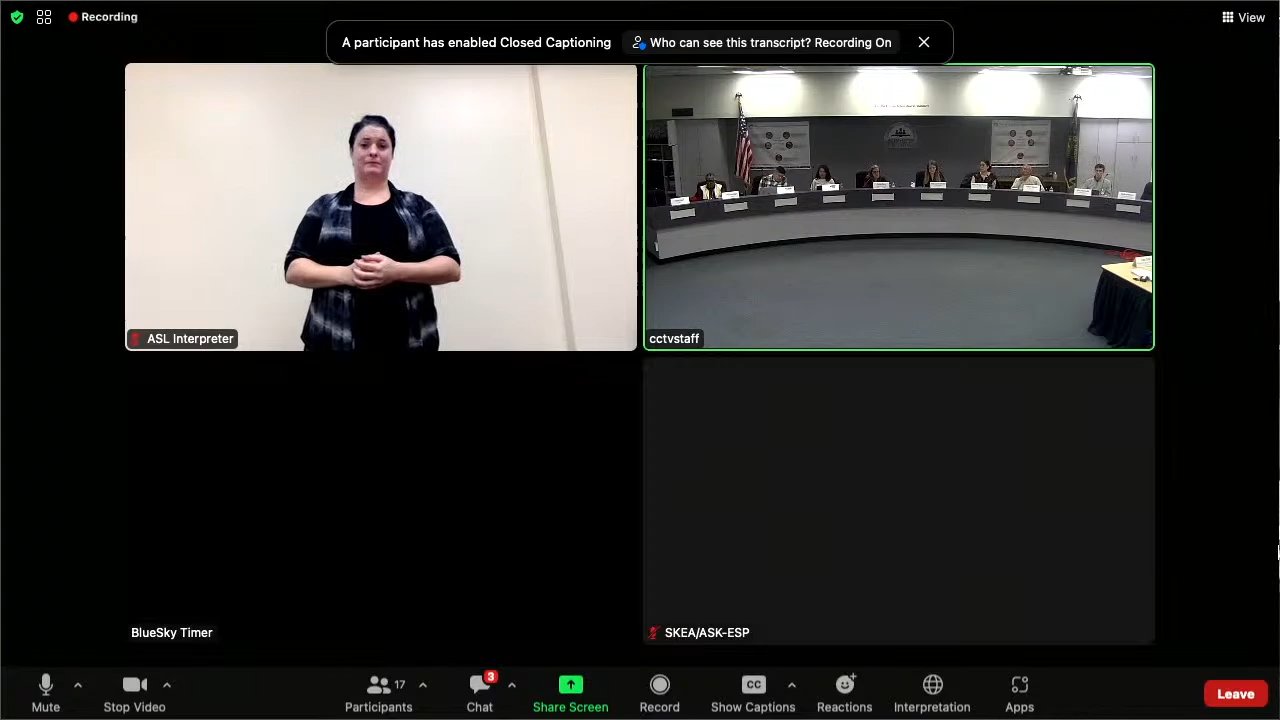 Recording
View
A participant has enabled Closed Captioning
Who can see this transcript? Recording On
ASL Interpreter
cctvstaff
BlueSky Timer
SKEA/ASK-ESP
17
3
CC
Mute
Stop Video
Participants
Chat
Share Screen
Record
Show Captions
Reactions
Interpretation
Apps
Leave